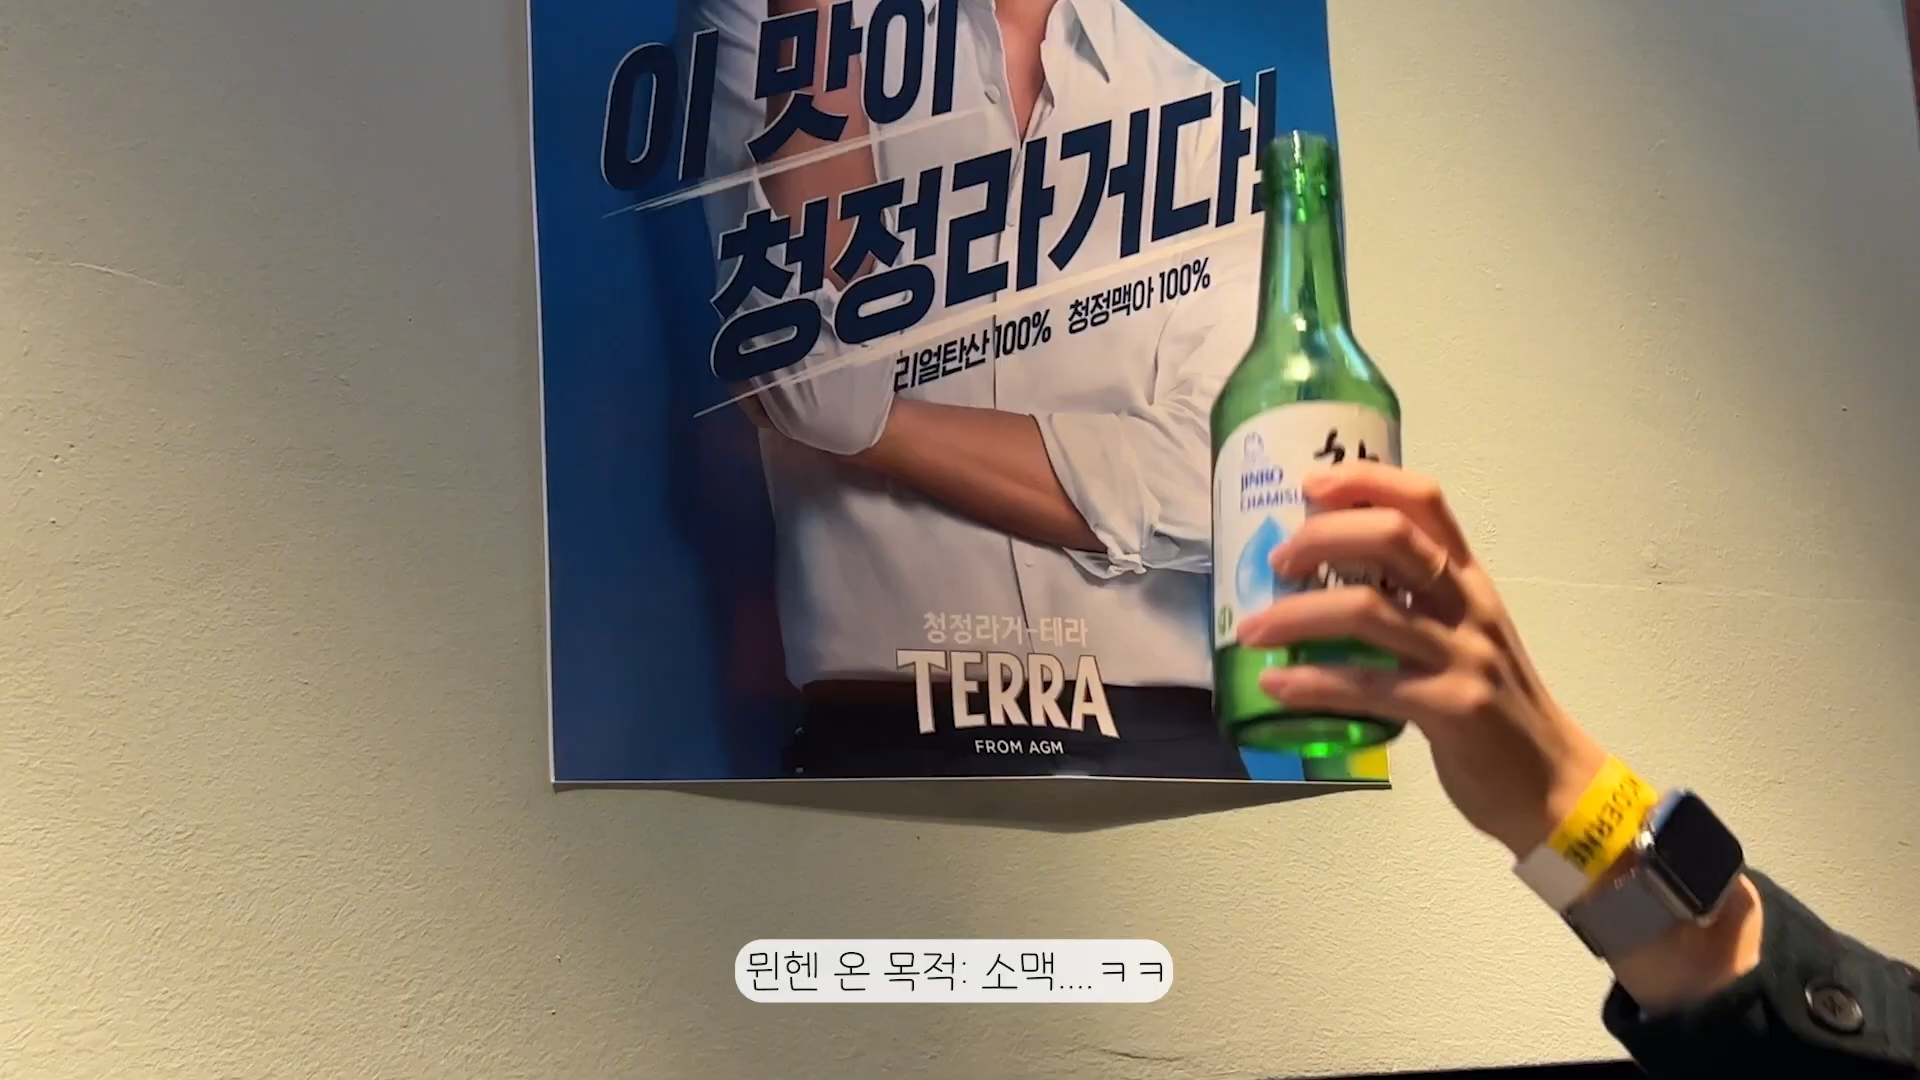 이 맛이
청정라거다!
리얼탄산 100% 청정맥아 100%
청정라거-테라
TERRA
FROM AGM
JINRO
뮌헨 온 목적: 소맥....ㅋㅋ